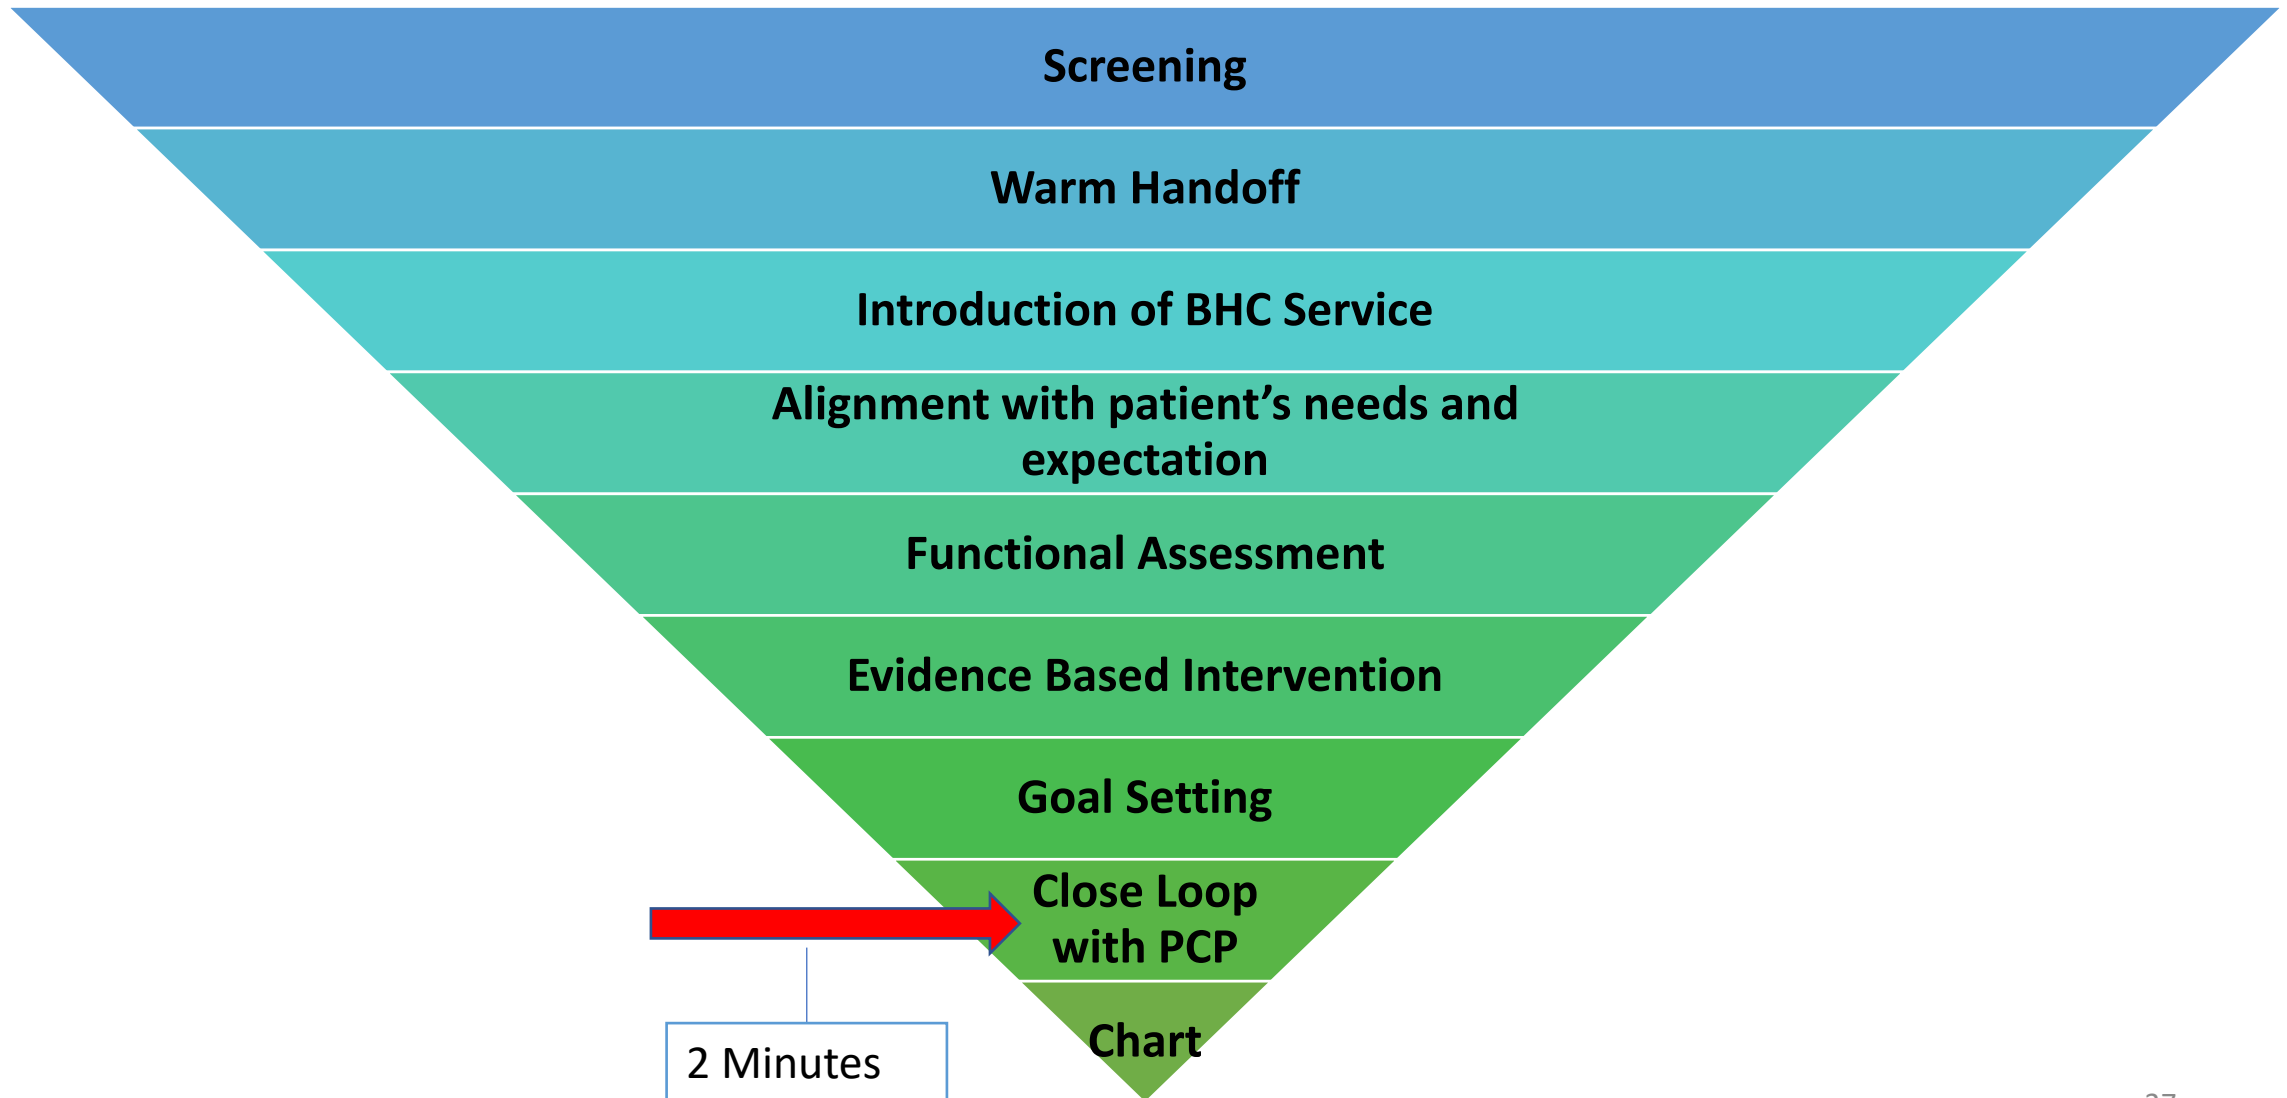 Screening
Warm Handoff
Introduction of BHC Service
Alignment with patient’s needs and
expectation
Functional Assessment
Evidence Based Intervention
Goal Setting
Close Loop
with PCP
Chart
2 Minutes